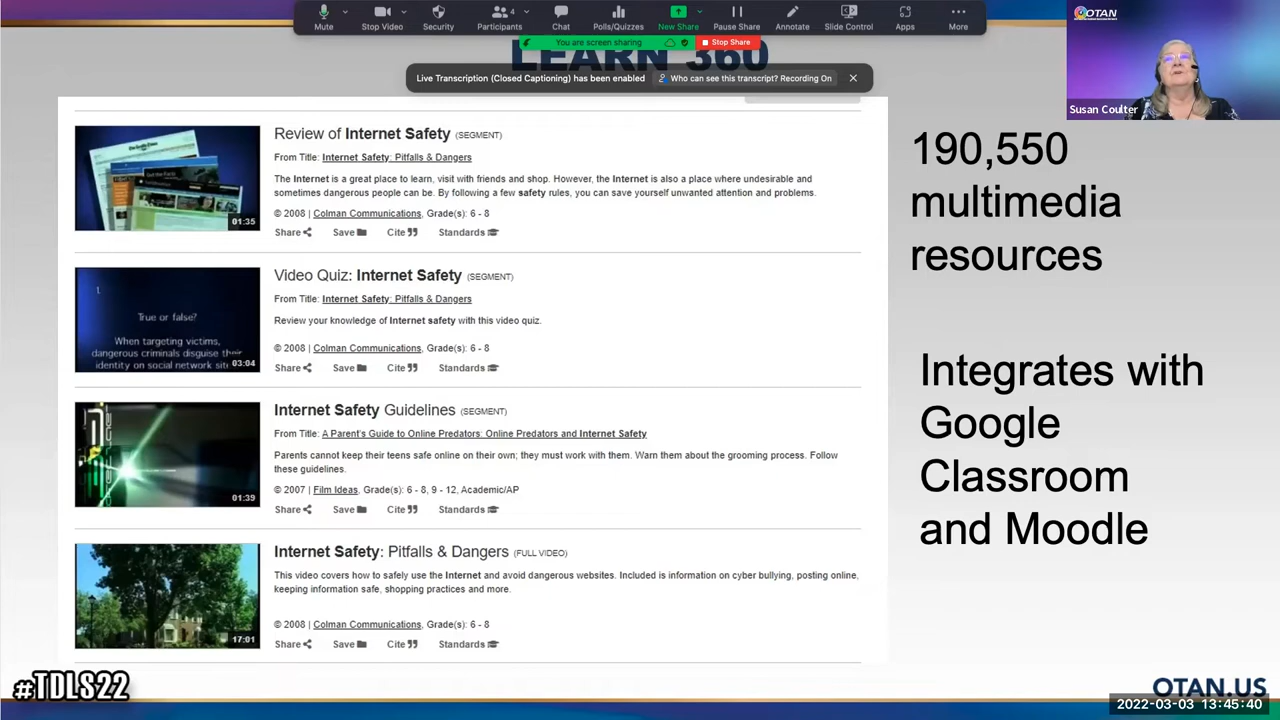 Mute
Stop Video
Security
4
Participants
Chat
Polls/Quizzes
New Share
Pause Share
Annotate
Slide Control
Apps
More
OTAN
You are screen sharing
Stop Share
LEARN 360
Live Transcription (Closed Captioning) has been enabled
Who can see this transcript? Recording On
Susan Coulter
Review of Internet Safety (SEGMENT)
From Title: Internet Safety: Pitfalls & Dangers
The Internet is a great place to learn, visit with friends and shop. However, the Internet is also a place where undesirable and
sometimes dangerous people can be. By following a few safety rules, you can save yourself unwanted attention and problems.
© 2008 | Colman Communications, Grade(s): 6 - 8
Share Save Cite Standards
01:35
Video Quiz: Internet Safety (SEGMENT)
From Title: Internet Safety: Pitfalls & Dangers
Review your knowledge of Internet safety with this video quiz.
© 2008 | Colman Communications, Grade(s): 6 - 8
Share Save Cite Standards
1.
True or false?
When targeting victims,
dangerous criminals disguise their
identity on social network
03:04
Internet Safety Guidelines (SEGMENT)
From Title: A Parent's Guide to Online Predators: Online Predators and Internet Safety
Parents cannot keep their teens safe online on their own; they must work with them. Warn them about the grooming process. Follow
these guidelines.
© 2007 | Film Ideas, Grade(s): 6 - 8, 9 - 12, Academic/AP
Share Save Cite Standards
01:39
Internet Safety: Pitfalls & Dangers (FULL VIDEO)
This video covers how to safely use the Internet and avoid dangerous websites. Included is information on cyber bullying, posting online,
keeping information safe, shopping practices and more.
© 2008 | Colman Communications, Grade(s): 6 - 8
Share Save Cite Standards
17:01
190,550
multimedia
resources
Integrates with
Google
Classroom
and Moodle
#TDLS22
OTAN.US
2022-03-03 13:45:40